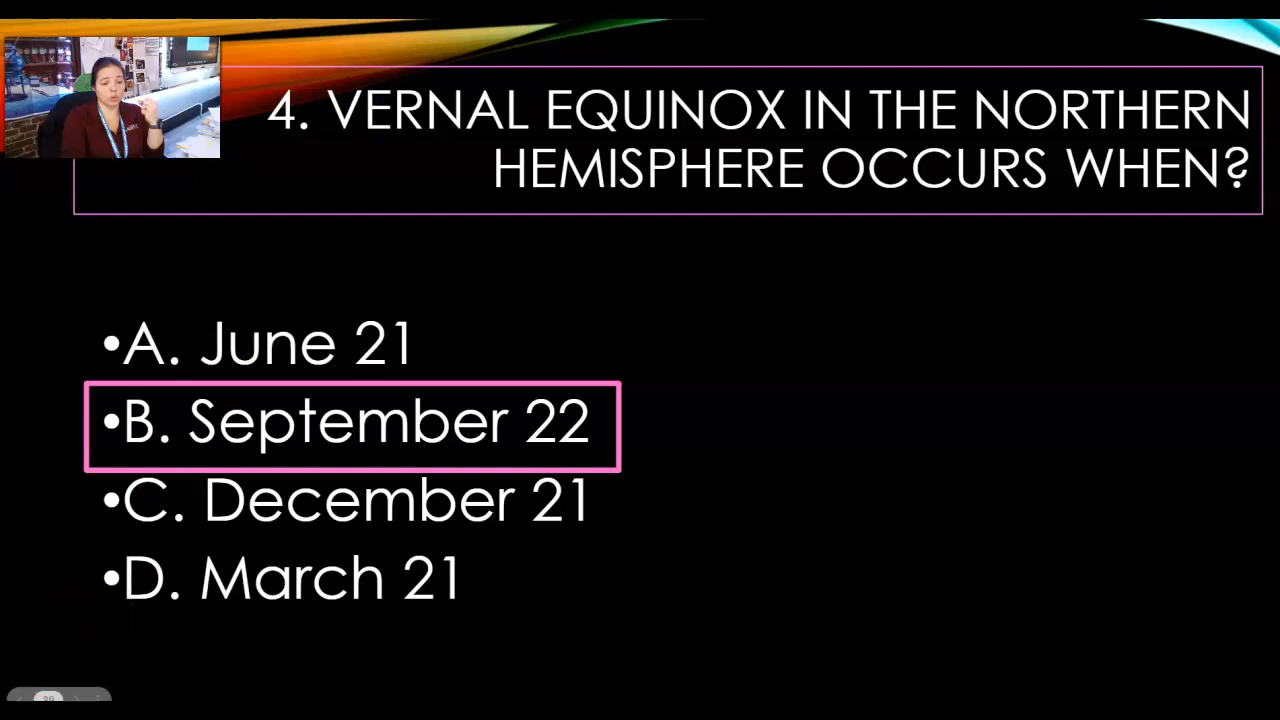 4. VERNAL EQUINOX IN THE NORTHERN
HEMISPHERE OCCURS WHEN?
•A. June 21
•B. September 22
•C. December 21
•D. March 21